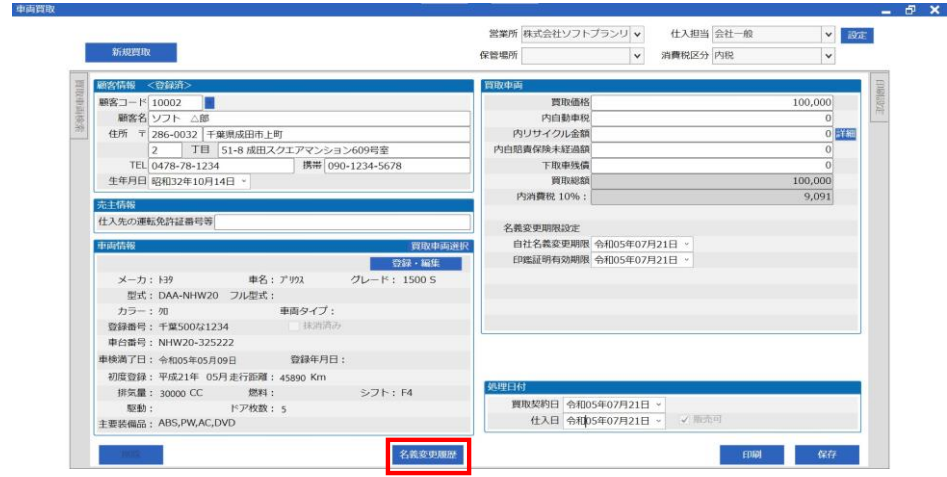 車両買取
営業所 株式会社ソフトプランリ 仕入担当 会社一般 設定
新規買取
保管場所 消費税区分 内税
買取車両検索
印刷設定
顧客情報 <登録済>
顧客コード 10002
顧客名 ソフト △郎
住所 〒 286-0032 千葉県成田市上町
2 丁目 51-8 成田スクエアマンション609号室
TEL 0478-78-1234 携帯 090-1234-5678
生年月日 昭和32年10月14日
売主情報
仕入先の運転免許証番号等
車両情報 買取車両選択
登録・編集
メーカ: トヨタ 車名: プリウス グレード: 1500 S
型式: DAA-NHW20 フル型式:
カラー: クロ 車両タイプ:
登録番号: 千葉500な1234 抹消済み
車台番号: NHW20-325222
車検満了日: 令和05年05月09日 登録年月日:
初度登録: 平成21年 05月 走行距離: 45890 Km
排気量: 30000 CC 燃料: シフト: F4
駆動: ドア枚数: 5
主要装備品: ABS,PW,AC,DVD
買取車両
買取価格 100,000
内自動車税 0
内リサイクル金額 0 詳細
内自賠責保険未経過額 0
下取車残債 0
買取総額 100,000
内消費税 10%: 9,091
名義変更期限設定
自社名義変更期限 令和05年07月21日
印鑑証明有効期限 令和05年07月21日
処理日付
買取契約日 令和05年07月21日
仕入日 令和05年07月21日 販売可
名義変更履歴
印刷
保存